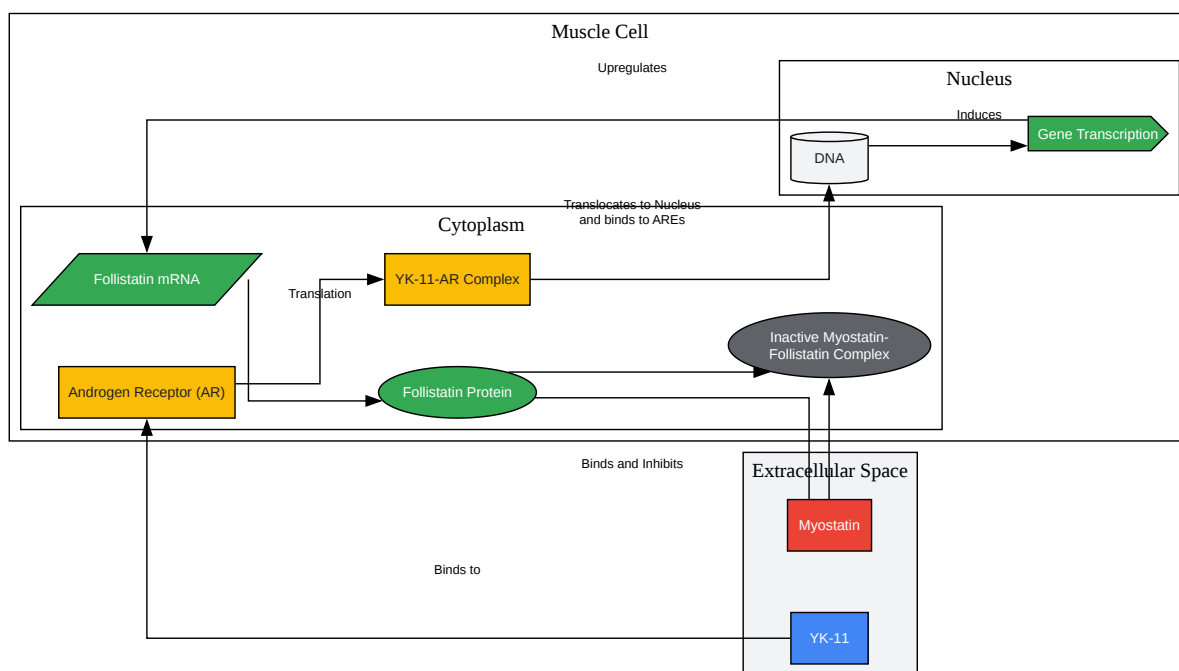 Muscle Cell
Upregulates
Nucleus
Induces
Gene Transcription
DNA
Translocates to Nucleus
and binds to AREs
Cytoplasm
Follistatin mRNA
YK-11-AR Complex
Translation
Inactive Myostatin-
Follistatin Complex
Androgen Receptor (AR)
Follistatin Protein
Binds and Inhibits
Extracellular Space
Myostatin
Binds to
YK-11